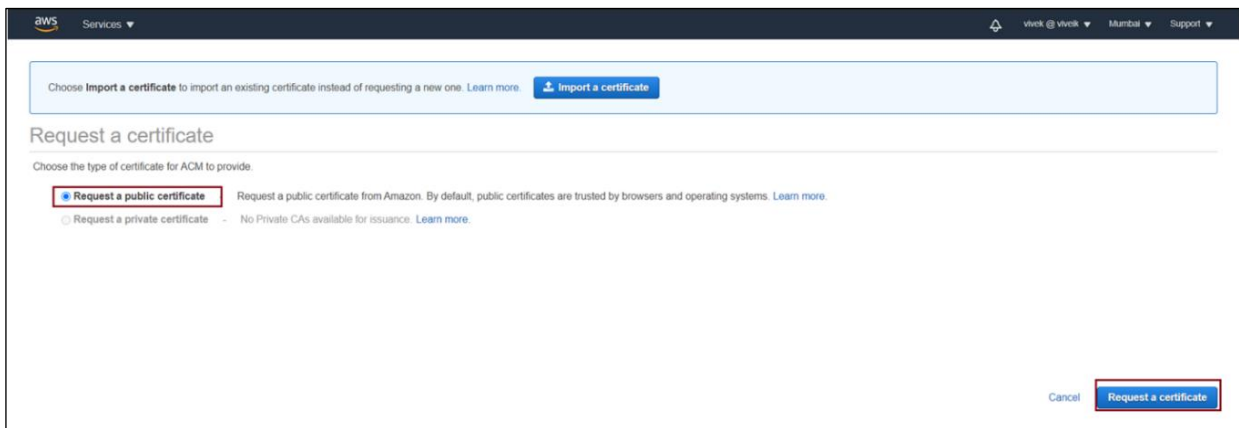 aws Services ▼ vivek @ viveik ▼ Mumbai ▼ Support ▼
Choose Import a certificate to import an existing certificate instead of requesting a new one. Learn more. Import a certificate
Request a certificate
Choose the type of certificate for ACM to provide.
Request a public certificate Request a public certificate from Amazon. By default, public certificates are trusted by browsers and operating systems. Learn more.
Request a private certificate - No Private CAs available for issuance. Learn more.
Cancel Request a certificate